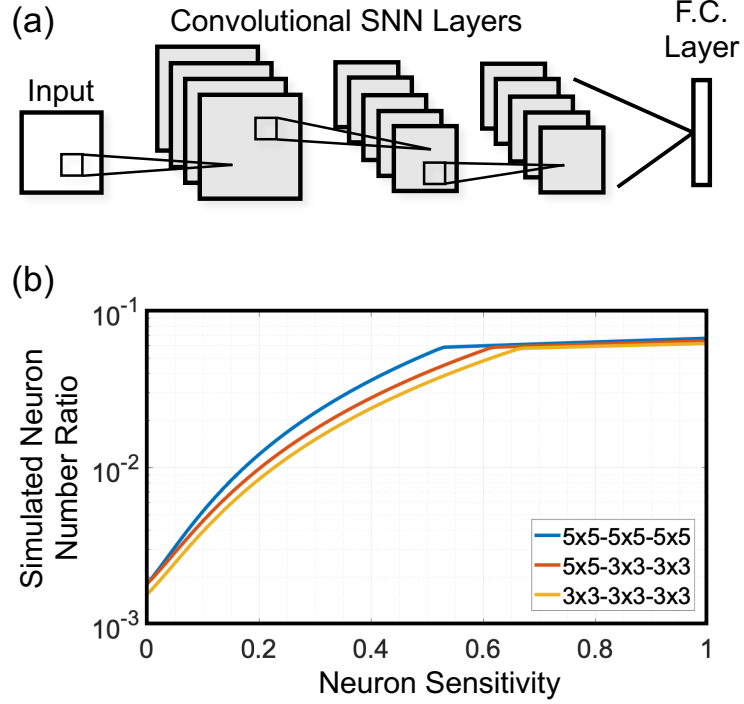 (a)
Convolutional SNN Layers
F.C.
Layer
Input
(b)
Simulated Neuron
Number Ratio
10-1
10-2
10-3
0
0.2
0.4
0.6
0.8
1
Neuron Sensitivity
5x5-5x5-5x5
5x5-3x3-3x3
3x3-3x3-3x3